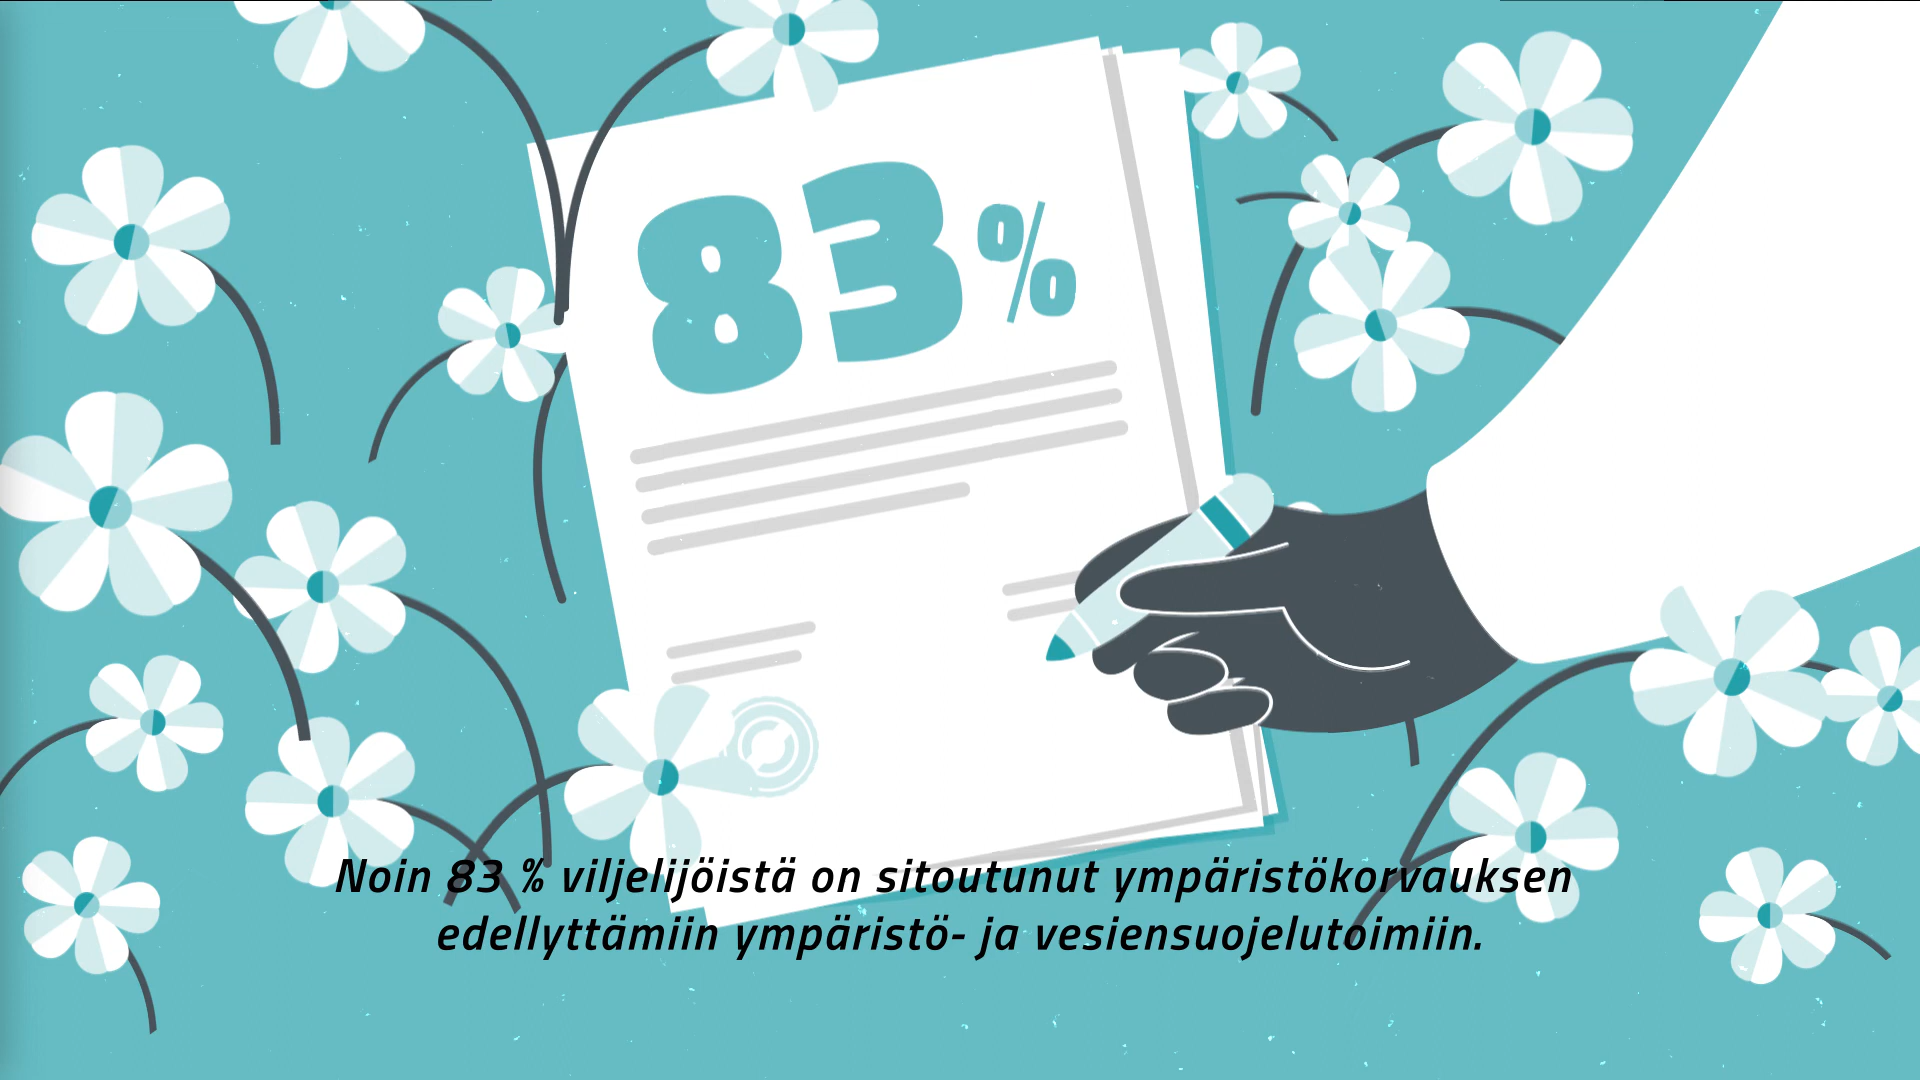 83%
Noin 83 % viljelijöistä on sitoutunut ympäristökorvauksen
edellyttämiin ympäristö- ja vesiensuojelutoimiin.